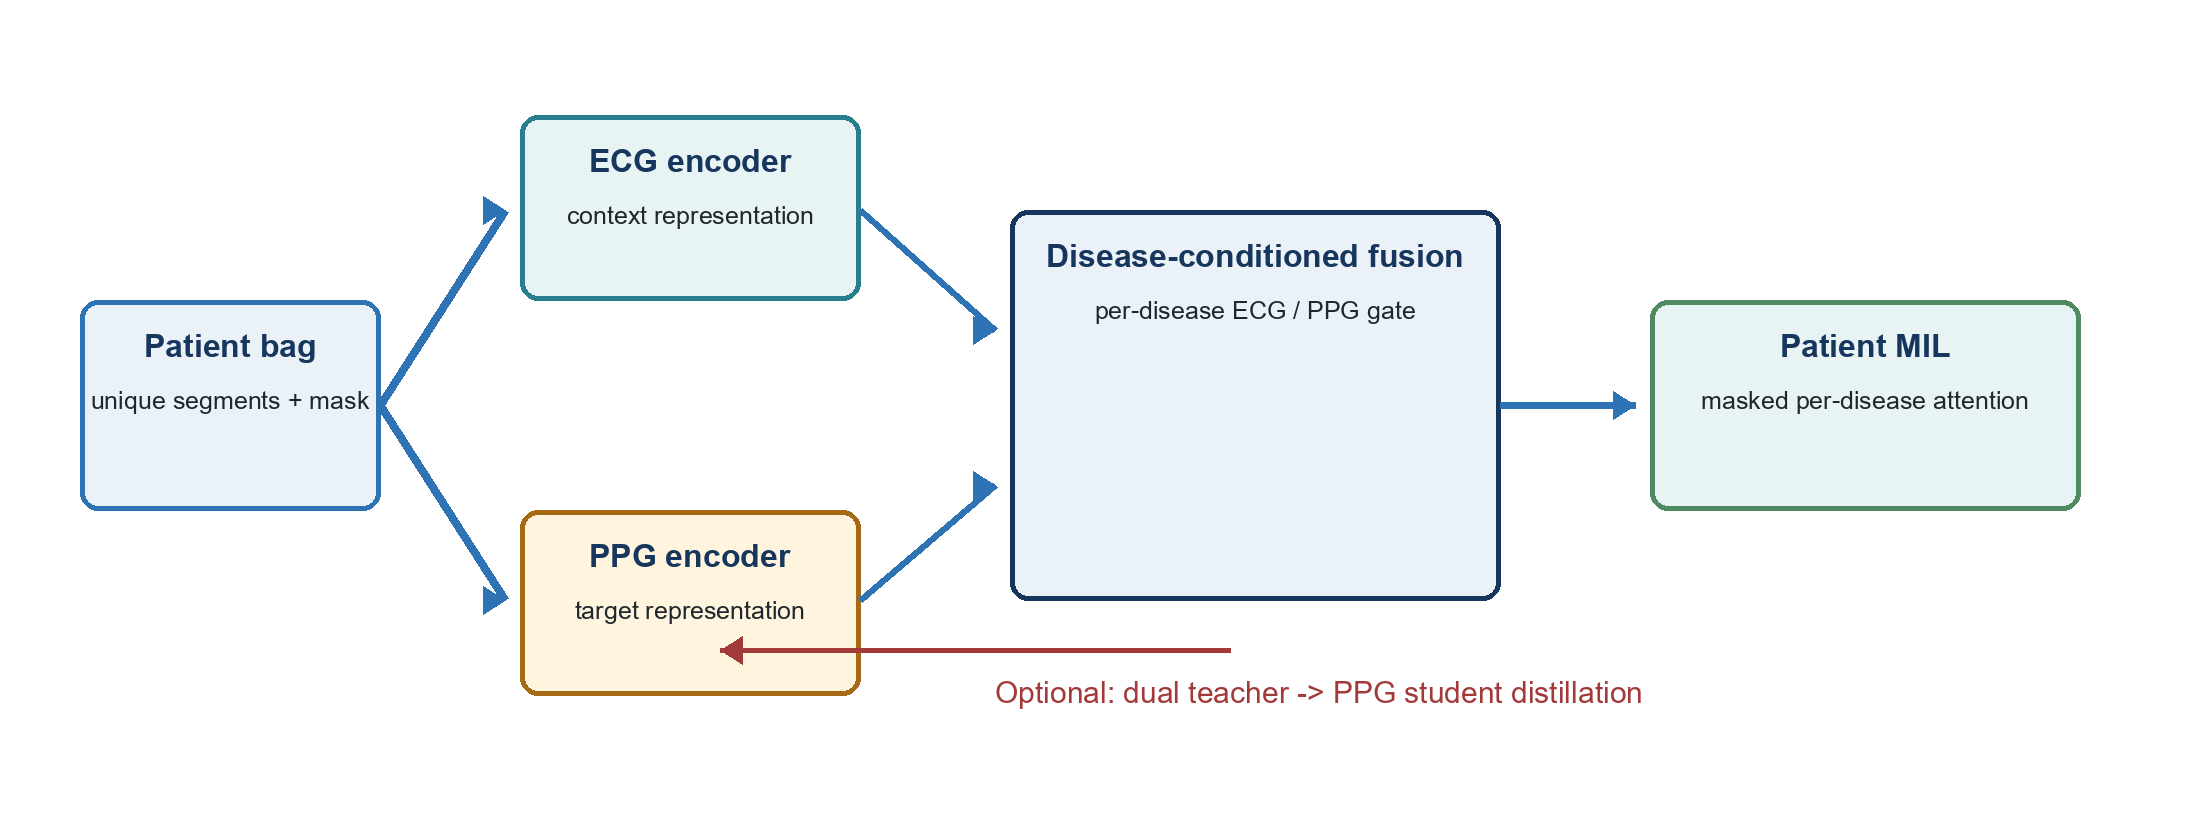 Patient bag
unique segments + mask
ECG encoder
context representation
PPG encoder
target representation
Disease-conditioned fusion
per-disease ECG / PPG gate
Patient MIL
masked per-disease attention
Optional: dual teacher -> PPG student distillation